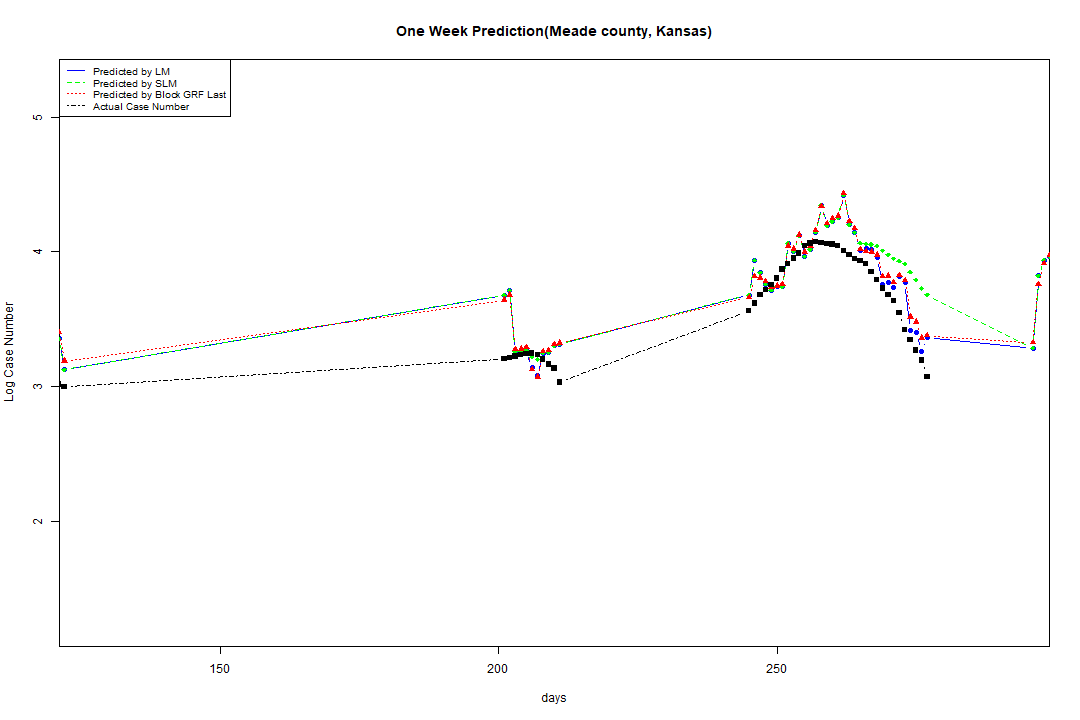 One Week Prediction(Meade county, Kansas)
Predicted by LM
Predicted by SLM
Predicted by Block GRF Last
Actual Case Number
5
4
3
2
Log Case Number
150
200
250
days